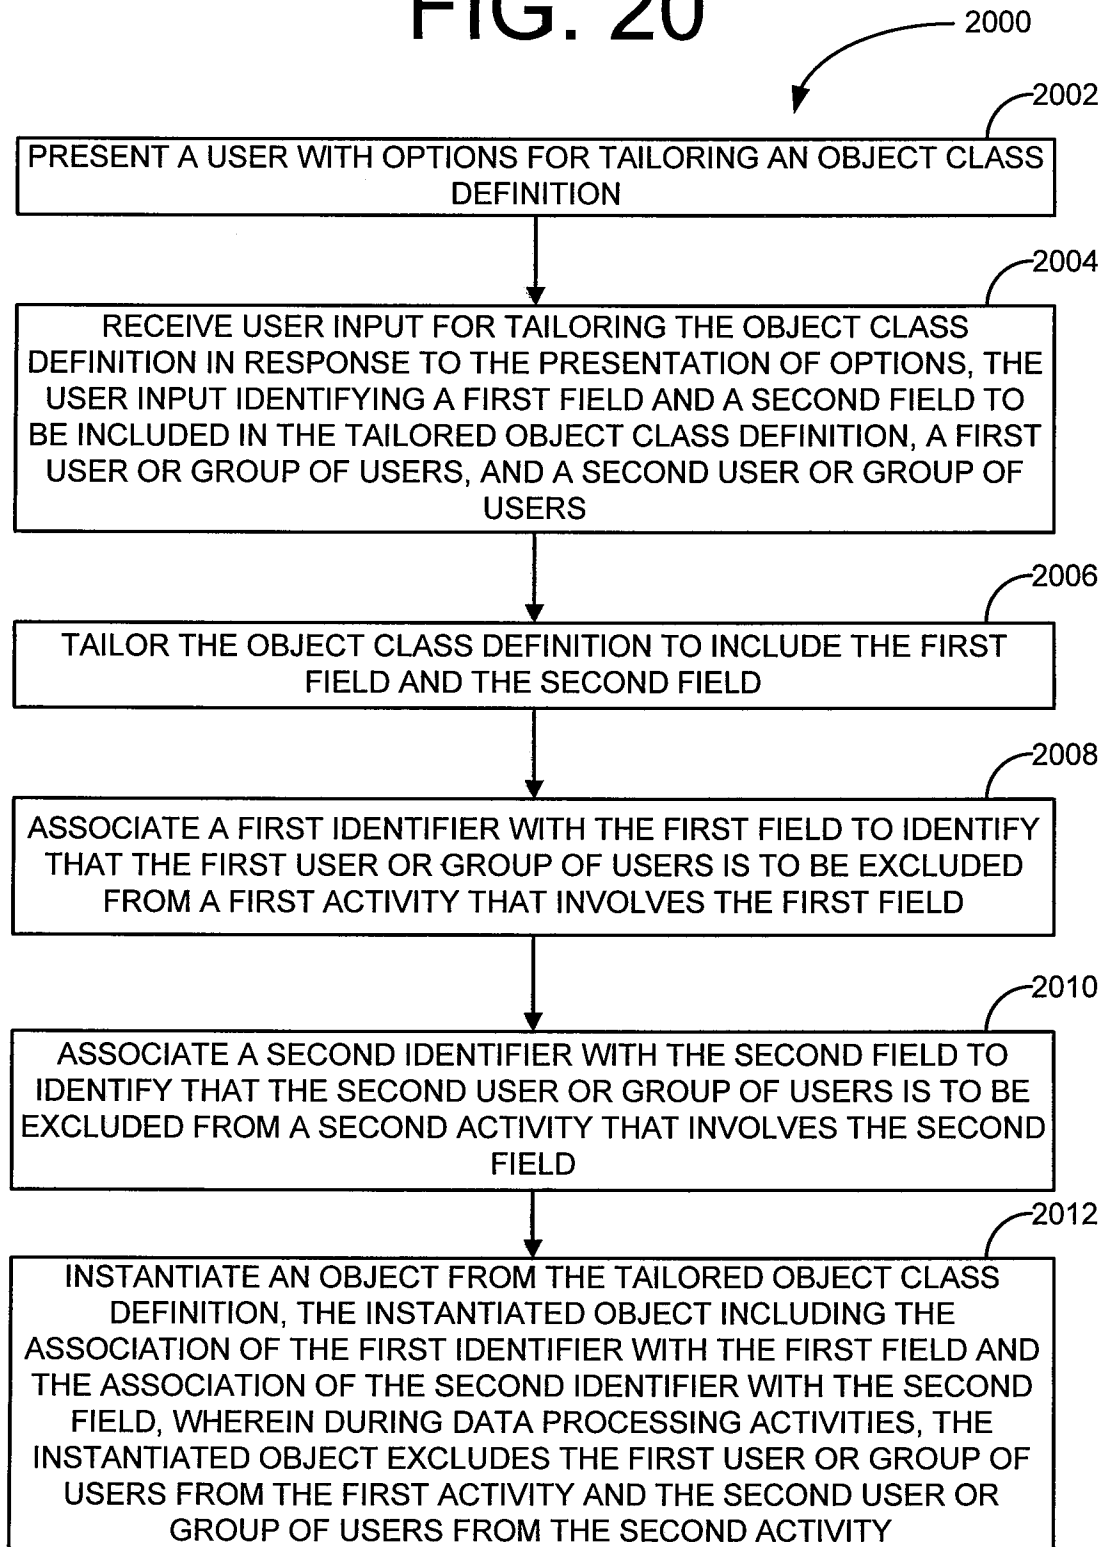 FIG. 20
2000
2002
PRESENT A USER WITH OPTIONS FOR TAILORING AN OBJECT CLASS
DEFINITION
2004
RECEIVE USER INPUT FOR TAILORING THE OBJECT CLASS
DEFINITION IN RESPONSE TO THE PRESENTATION OF OPTIONS, THE
USER INPUT IDENTIFYING A FIRST FIELD AND A SECOND FIELD TO
BE INCLUDED IN THE TAILORED OBJECT CLASS DEFINITION, A FIRST
USER OR GROUP OF USERS, AND A SECOND USER OR GROUP OF
USERS
2006
TAILOR THE OBJECT CLASS DEFINITION TO INCLUDE THE FIRST
FIELD AND THE SECOND FIELD
2008
ASSOCIATE A FIRST IDENTIFIER WITH THE FIRST FIELD TO IDENTIFY
THAT THE FIRST USER OR GROUP OF USERS IS TO BE EXCLUDED
FROM A FIRST ACTIVITY THAT INVOLVES THE FIRST FIELD
2010
ASSOCIATE A SECOND IDENTIFIER WITH THE SECOND FIELD TO
IDENTIFY THAT THE SECOND USER OR GROUP OF USERS IS TO BE
EXCLUDED FROM A SECOND ACTIVITY THAT INVOLVES THE SECOND
FIELD
2012
INSTANTIATE AN OBJECT FROM THE TAILORED OBJECT CLASS
DEFINITION, THE INSTANTIATED OBJECT INCLUDING THE
ASSOCIATION OF THE FIRST IDENTIFIER WITH THE FIRST FIELD AND
THE ASSOCIATION OF THE SECOND IDENTIFIER WITH THE SECOND
FIELD, WHEREIN DURING DATA PROCESSING ACTIVITIES, THE
INSTANTIATED OBJECT EXCLUDES THE FIRST USER OR GROUP OF
USERS FROM THE FIRST ACTIVITY AND THE SECOND USER OR
GROUP OF USERS FROM THE SECOND ACTIVITY